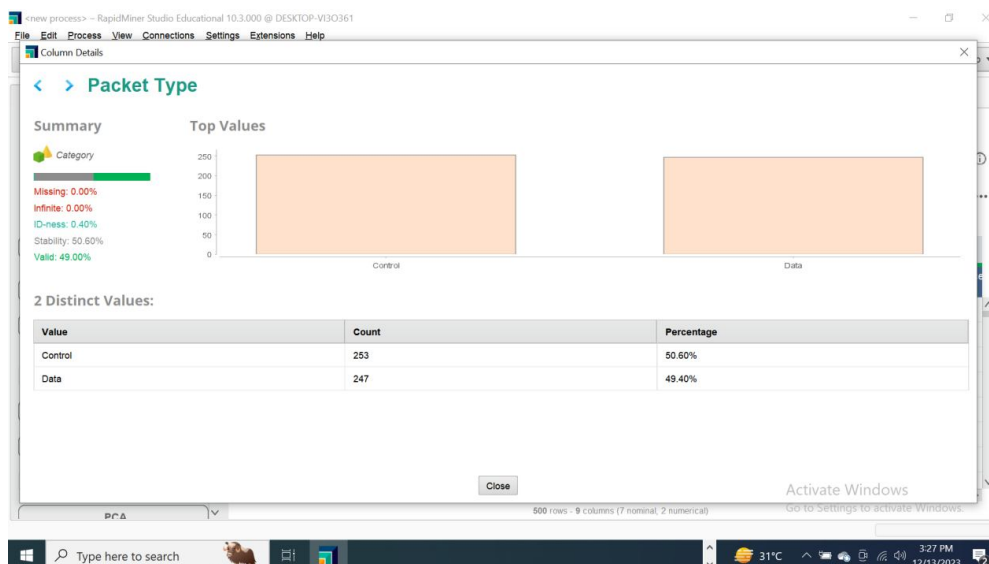 <new process> – RapidMiner Studio Educational 10.3.000 @ DESKTOP-VI3O361
File Edit Process View Connections Settings Extensions Help
Column Details
< > Packet Type
Summary
Category
Missing: 0.00%
Infinite: 0.00%
ID-ness: 0.40%
Stability: 50.60%
Valid: 49.00%
Top Values
250
200
150
100
50
0
Control Data
2 Distinct Values:
Value Count Percentage
Control 253 50.60%
Data 247 49.40%
Close
Activate Windows
Go to Settings to activate Windows.
PCA
500 rows - 9 columns (7 nominal, 2 numerical)
Type here to search
31°C
3:27 PM
12/13/2023